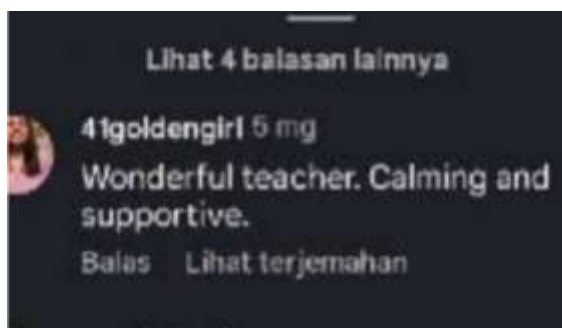 Lihat 4 balasan lainnya
41goldengirl 5 mg
Wonderful teacher. Calming and
supportive.
Balas Lihat terjemahan